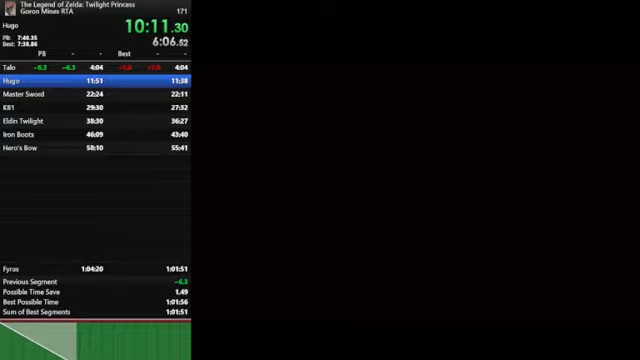 The Legend of Zelda: Twilight Princess
Goron Mines RTA 171
Hugo 10:11.30
PB: 7:40.35
Best: 7:38.86 6:06.52
PB - - Best - -
Talo -6.3 -6.3 4:04 4:04
Hugo 11:51 11:38
Master Sword 22:24 22:11
KB1 29:30 27:32
Eldin Twilight 38:30 36:27
Iron Boots 46:09 43:40
Hero's Bow 58:10 55:41
Fyrus 1:04:20 1:01:51
Previous Segment -6.3
Possible Time Save 1.49
Best Possible Time 1:01:56
Sum of Best Segments 1:01:51